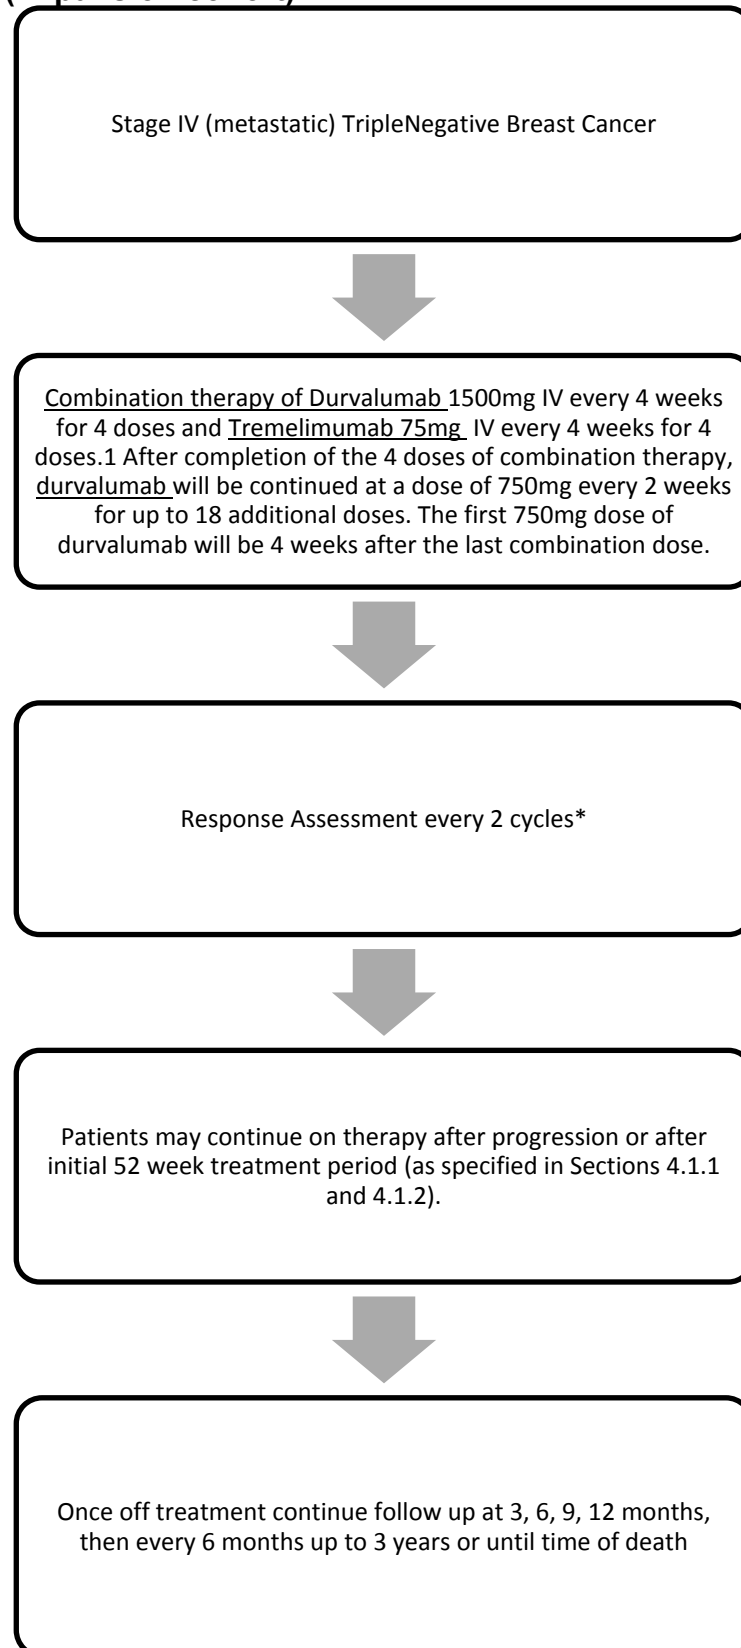 Stage IV (metastatic) TripleNegative Breast Cancer
Combination therapy of Durvalumab 1500mg IV every 4 weeks
for 4 doses and Tremelimumab 75mg  IV every 4 weeks for 4
doses.1 After completion of the 4 doses of combination therapy,
durvalumab will be continued at a dose of 750mg every 2 weeks
for up to 18 additional doses. The first 750mg dose of
durvalumab will be 4 weeks after the last combination dose.
Response Assessment every 2 cycles*
Patients may continue on therapy after progression or after
initial 52 week treatment period (as specified in Sections 4.1.1
and 4.1.2).
Once off treatment continue follow up at 3, 6, 9, 12 months,
then every 6 months up to 3 years or until time of death